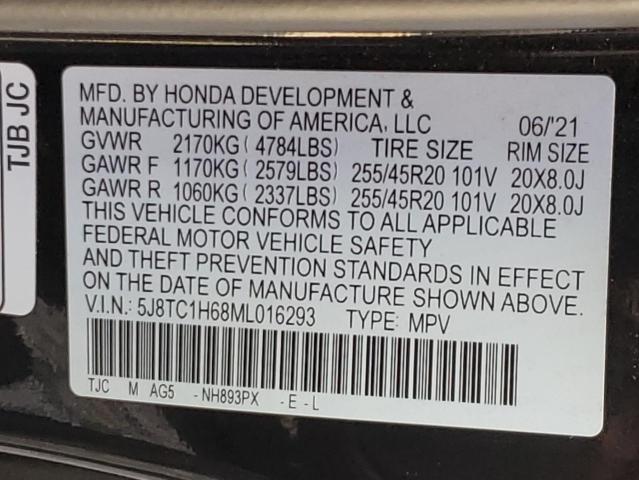 TJB JC
MFD. BY HONDA DEVELOPMENT &
MANUFACTURING OF AMERICA, LLC 06/'21
GVWR 2170KG( 4784LBS) TIRE SIZE RIM SIZE
GAWR F 1170KG( 2579LBS) 255/45R20 101V 20X8.0J
GAWR R 1060KG( 2337LBS) 255/45R20 101V 20X8.0J
THIS VEHICLE CONFORMS TO ALL APPLICABLE
FEDERAL MOTOR VEHICLE SAFETY
AND THEFT PREVENTION STANDARDS IN EFFECT
ON THE DATE OF MANUFACTURE SHOWN ABOVE.
V.I.N.: 5J8TC1H68ML016293 TYPE: MPV
TJC M AG5 - NH893PX - E - L